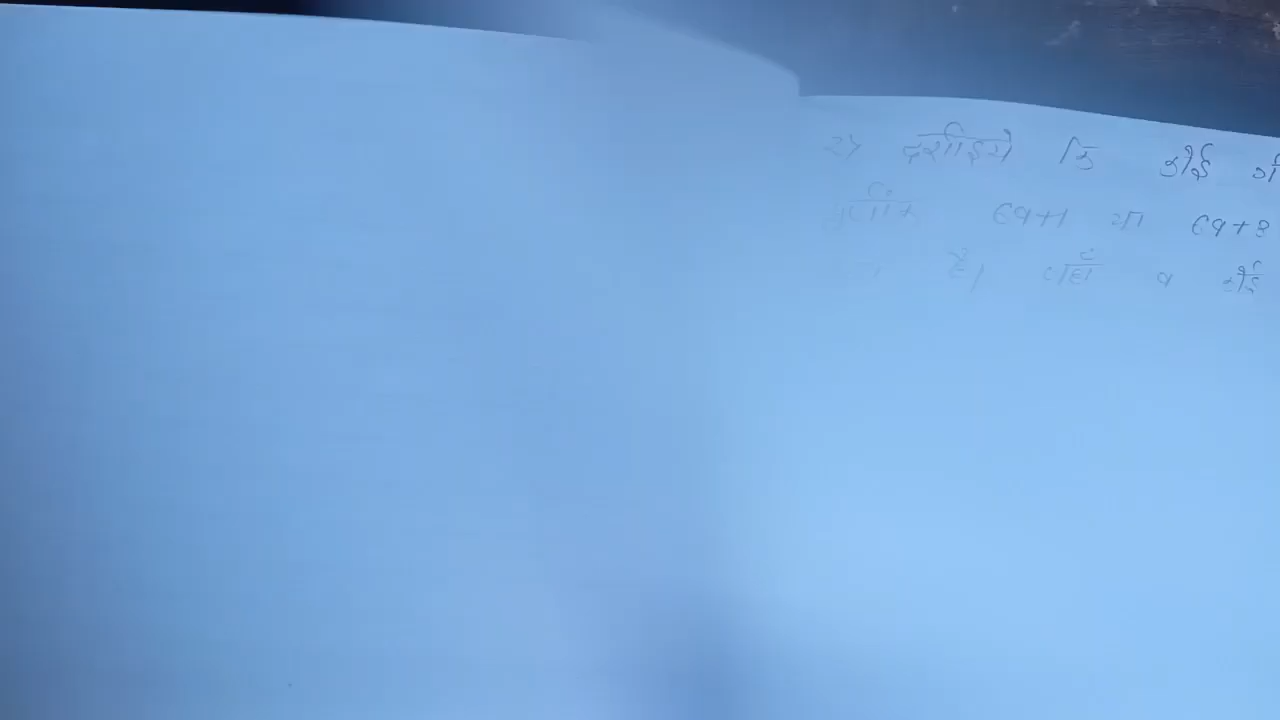 2> दर्शाइये कि कोई
6q+1 या 6q+3
है। जहाँ q कोई